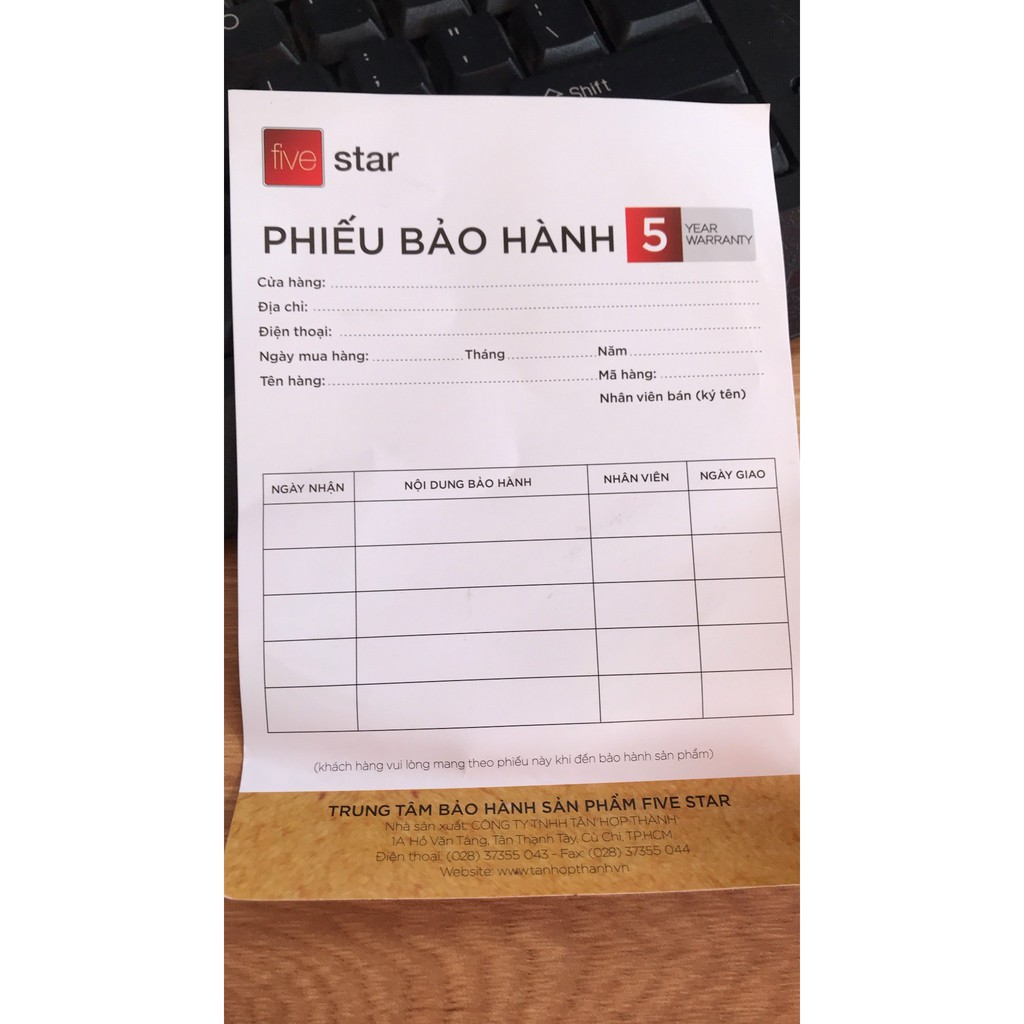 Shift
five star
PHIẾU BẢO HÀNH 5 YEAR WARRANTY
Cửa hàng:
Địa chỉ:
Điện thoại:
Ngày mua hàng: Tháng Năm
Tên hàng: Mã hàng:
Nhân viên bán (ký tên)
NGÀY NHẬN NỘI DUNG BẢO HÀNH NHÂN VIÊN NGÀY GIAO
(khách hàng vui lòng mang theo phiếu này khi đến bảo hành sản phẩm)
TRUNG TÂM BẢO HÀNH SẢN PHẨM FIVE STAR
Nhà sản xuất: CÔNG TY TNHH TÂN HỢP THÀNH
1A Hồ Văn Tắng, Tân Thạnh Tây, Củ Chi, TPHCM
Điện thoại: (028) 37355 043 - Fax: (028) 37355 044
Website: www.tanhopthanh.vn